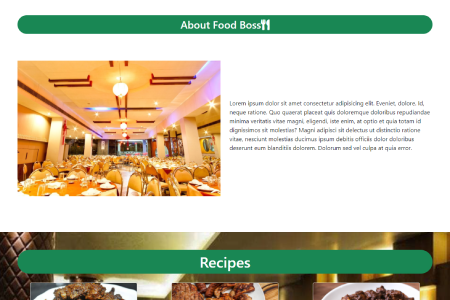 About Food Boss
Lorem ipsum dolor sit amet consectetur adipisicing elit. Eveniet, dolore, id,
neque ratione. Quo quaerat placeat quis doloremque doloribus repudiandae
minima veritatis vitae magni, eligendi, iste enim, at optio et quia totam id
dignissimos sit molestias? Magni adipisci sit delectus ut distinctio ratione
vitae, nesciunt molestias ducimus ipsum debitis officiis dolor doloribus
deserunt eum blanditiis dolorem. Dolorum sed vel culpa at quia error.
Recipes